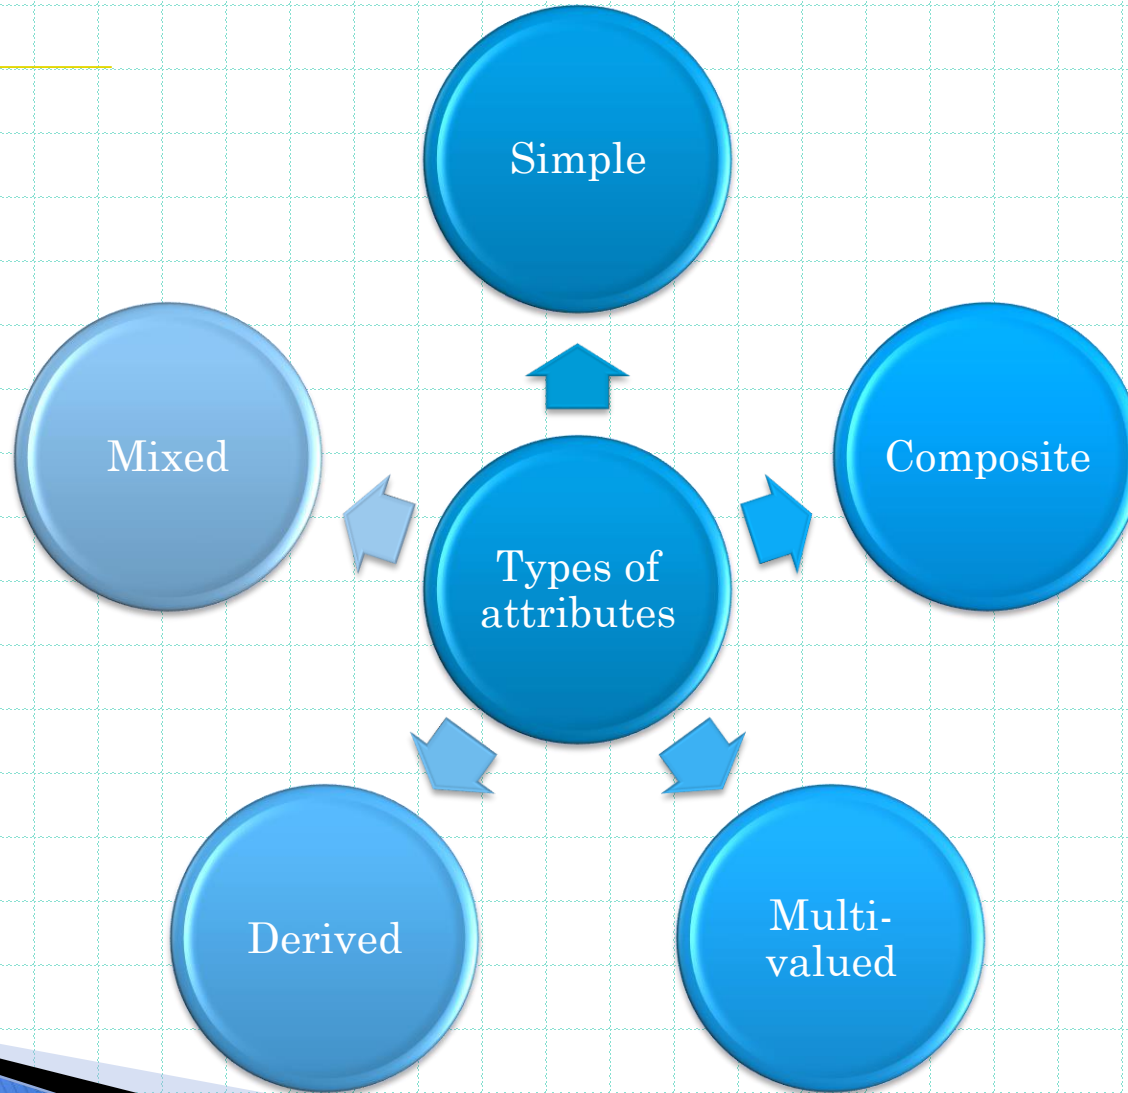 Simple
Mixed
Composite
Types of
attributes
Derived
Multi-
valued